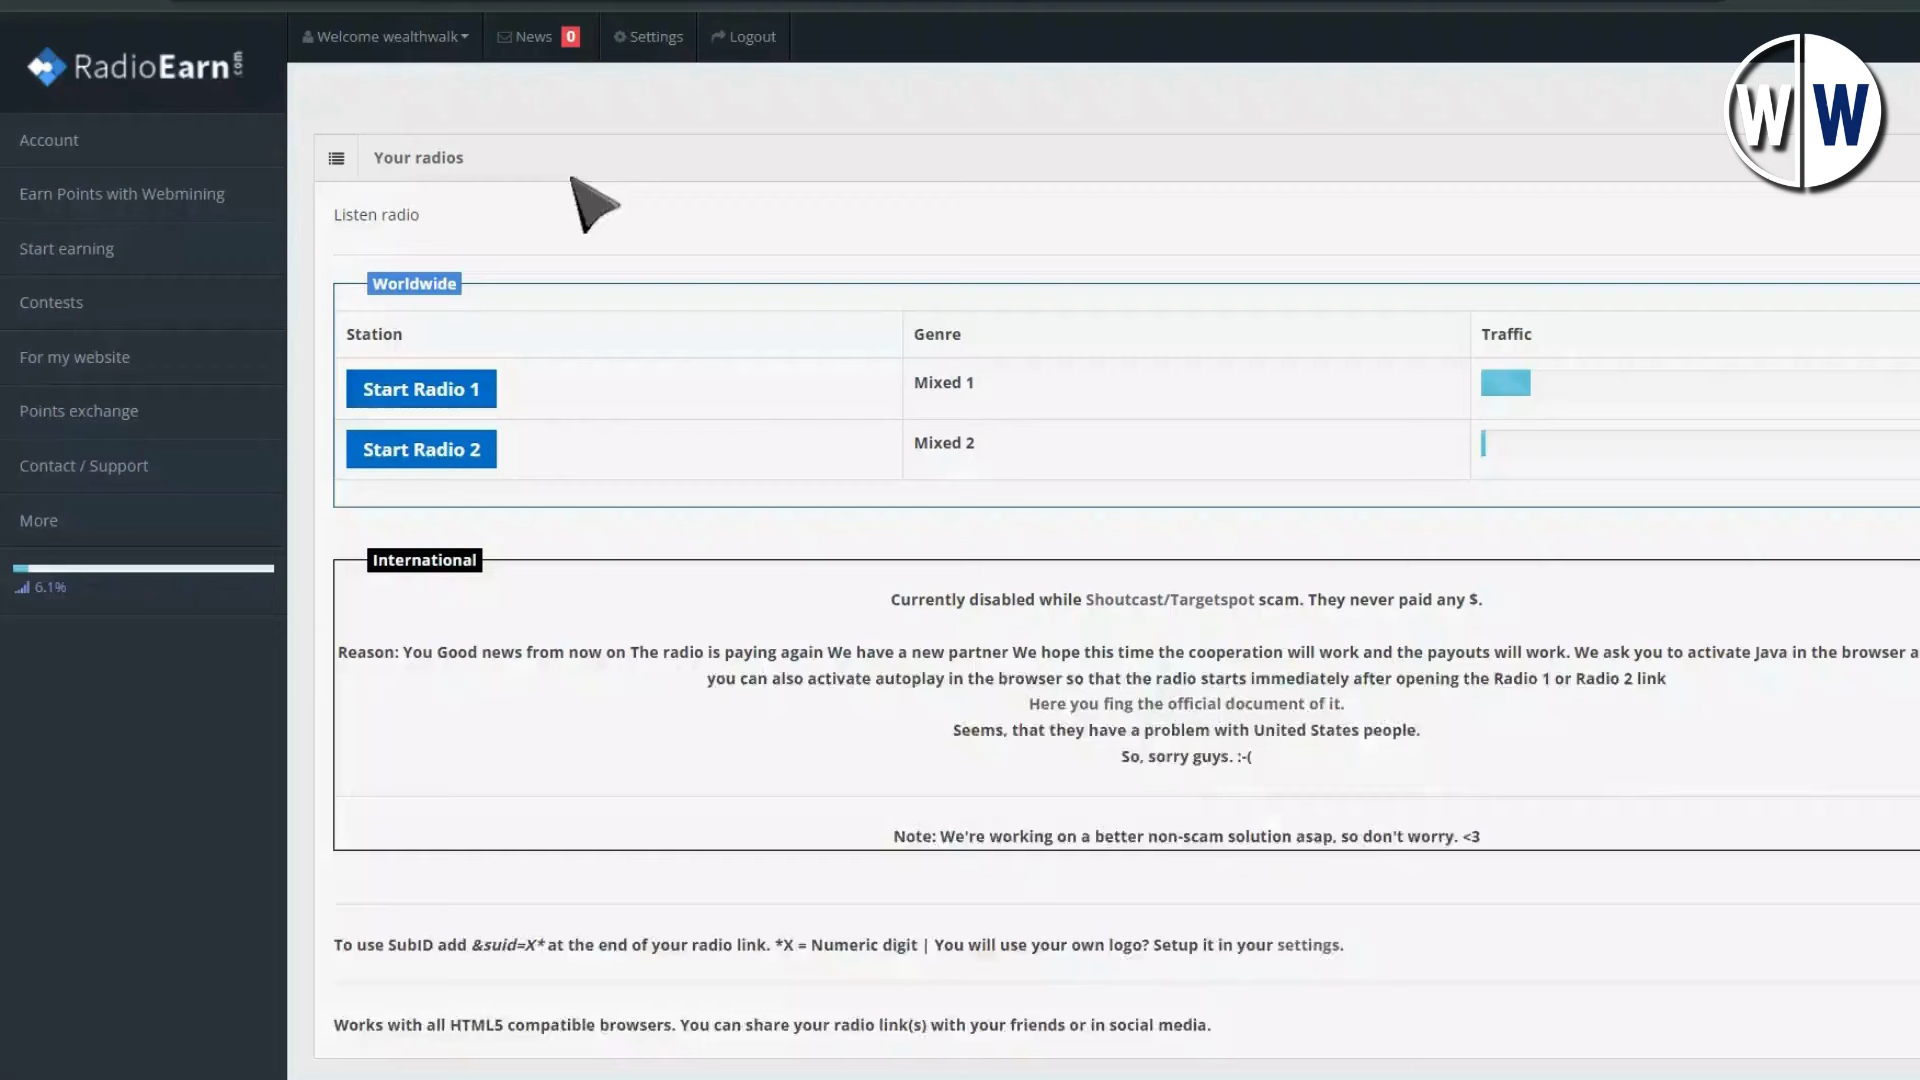 RadioEarn.com
Welcome wealthwalk
News 0
Settings
Logout
W W
Account
Earn Points with Webmining
Start earning
Contests
For my website
Points exchange
Contact / Support
More
6.1%
Your radios
Listen radio
Worldwide
Station Genre Traffic
Start Radio 1 Mixed 1
Start Radio 2 Mixed 2
International
Currently disabled while Shoutcast/Targetspot scam. They never paid any $.
Reason: You Good news from now on The radio is paying again We have a new partner We hope this time the cooperation will work and the payouts will work. We ask you to activate Java in the browser a
you can also activate autoplay in the browser so that the radio starts immediately after opening the Radio 1 or Radio 2 link
Here you fing the official document of it.
Seems, that they have a problem with United States people.
So, sorry guys. :-(
Note: We're working on a better non-scam solution asap, so don't worry. <3
To use SubID add &suid=X* at the end of your radio link. *X = Numeric digit | You will use your own logo? Setup it in your settings.
Works with all HTML5 compatible browsers. You can share your radio link(s) with your friends or in social media.